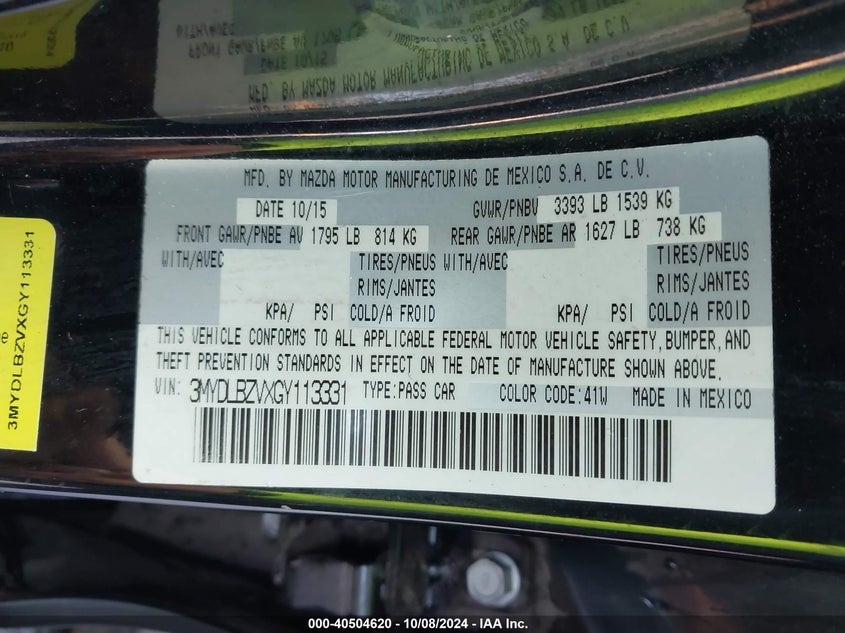 MFD. BY MAZDA MOTOR MANUFACTURING DE MEXICO S.A. DE C.V.
DATE 10/15 GVWR/PNBV 3393 LB 1539 KG
FRONT GAWR/PNBE AV 1795 LB 814 KG REAR GAWR/PNBE AR 1627 LB 738 KG
WITH/AVEC TIRES/PNEUS WITH/AVEC TIRES/PNEUS
RIMS/JANTES RIMS/JANTES
KPA/ PSI COLD/A FROID KPA/ PSI COLD/A FROID
THIS VEHICLE CONFORMS TO ALL APPLICABLE FEDERAL MOTOR VEHICLE SAFETY,BUMPER,AND
THEFT PREVENTION STANDARDS IN EFFECT ON THE DATE OF MANUFACTURE SHOWN ABOVE.
VIN: 3MYDLBZVXGY113331 TYPE:PASS CAR COLOR CODE:41W MADE IN MEXICO
3MYDLBZVXGY113331
000-40504620 - 10/08/2024 - IAA Inc.